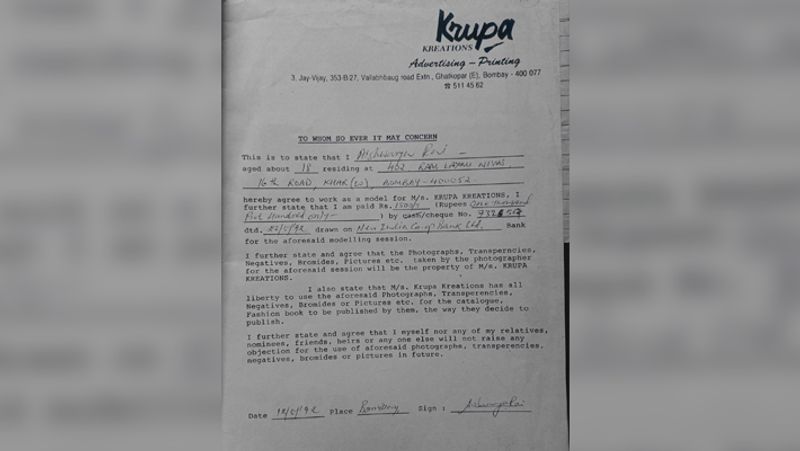 Krupa
KREATIONS
Advertising - Printing
3, Jay-Vijay, 353-B-27, Vallabhbaug road Extn., Ghatkopar (E), Bombay - 400 077
☎ 511 45 62
TO WHOM SO EVER IT MAY CONCERN
This is to state that I Aishwarya Rai -
aged about 18 residing at 402, RAM LAXMI NIWAS,
16th ROAD, KHAR (W), BOMBAY-400052
hereby agree to work as a model for M/s. KRUPA KREATIONS, I
further state that I am paid Rs. 1500/- (Rupees One thousand
five hundred only- ) by cash/cheque No.
dtd. drawn on New India Co-op Bank Ltd. Bank
for the aforesaid modelling session.
I further state and agree that the Photographs, Transperncies,
Negatives, Bromides, Pictures etc. taken by the photographer
for the aforesaid session will be the property of M/s. KRUPA
KREATIONS.
I also state that M/s. Krupa Kreations has all
liberty to use the aforesaid Photographs, Transperencies,
Negatives, Bromides or Pictures etc. for the catalogue,
Fashion book to be published by them, the way they decide to
publish.
I further state and agree that I myself nor any of my relatives,
nominees, friends, heirs or any one else will not raise any
objection for the use of aforesaid photographs, transperencies,
negatives, bromides or pictures in future.
Date Place Bombay Sign : Aishwarya Rai